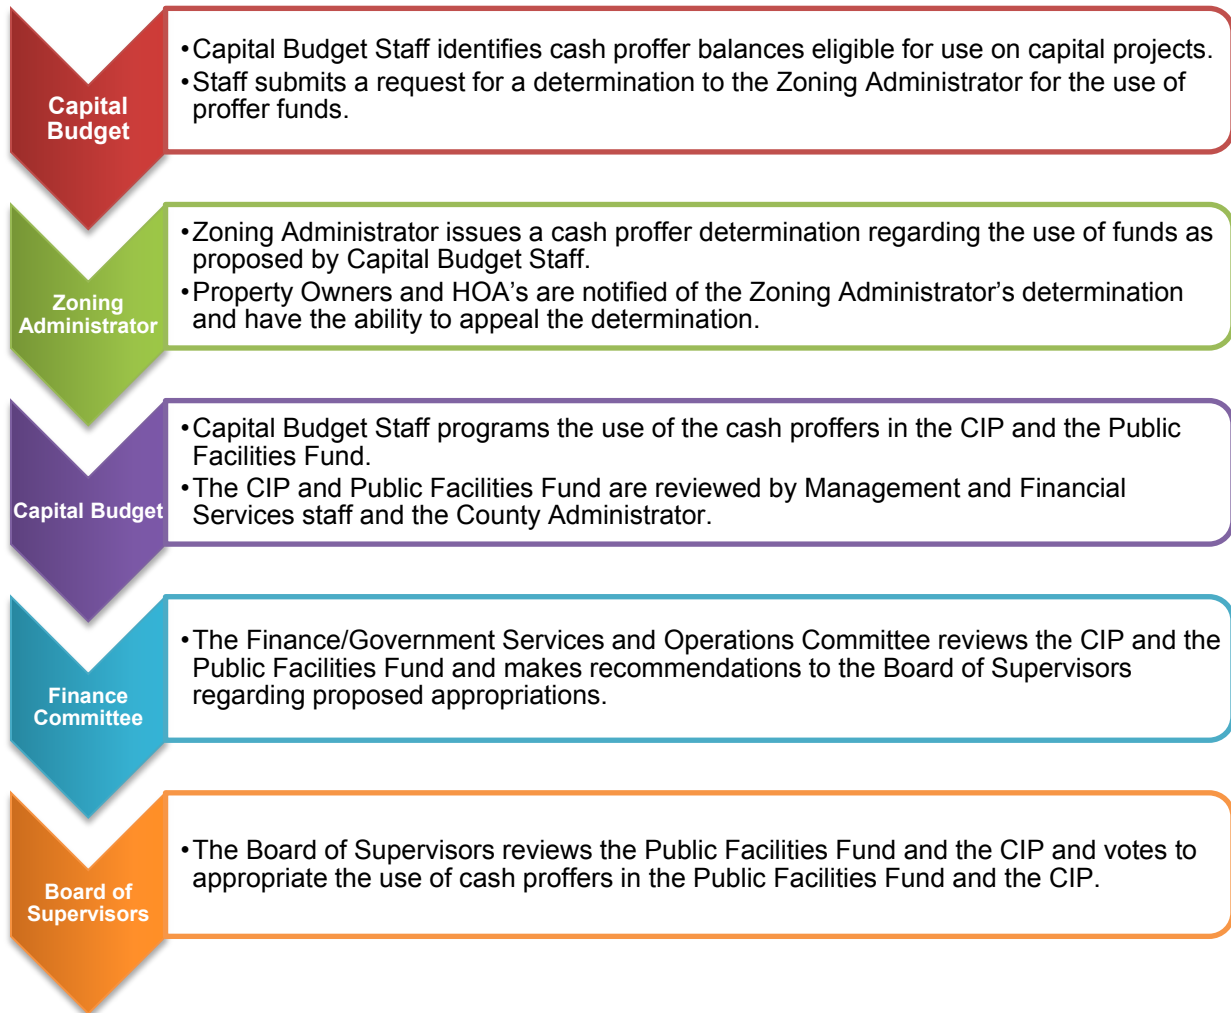 Capital
Budget
•Capital Budget Staff identifies cash proffer balances eligible for use on capital projects.
•Staff submits a request for a determination to the Zoning Administrator for the use of
proffer funds.
Zoning
Administrator
•Zoning Administrator issues a cash proffer determination regarding the use of funds as
proposed by Capital Budget Staff.
•Property Owners and HOA’s are notified of the Zoning Administrator’s determination
and have the ability to appeal the determination.
Capital Budget
•Capital Budget Staff programs the use of the cash proffers in the CIP and the Public
Facilities Fund.
•The CIP and Public Facilities Fund are reviewed by Management and Financial
Services staff and the County Administrator.
Finance
Committee
•The Finance/Government Services and Operations Committee reviews the CIP and the
Public Facilities Fund and makes recommendations to the Board of Supervisors
regarding proposed appropriations.
Board of
Supervisors
•The Board of Supervisors reviews the Public Facilities Fund and the CIP and votes to
appropriate the use of cash proffers in the Public Facilities Fund and the CIP.